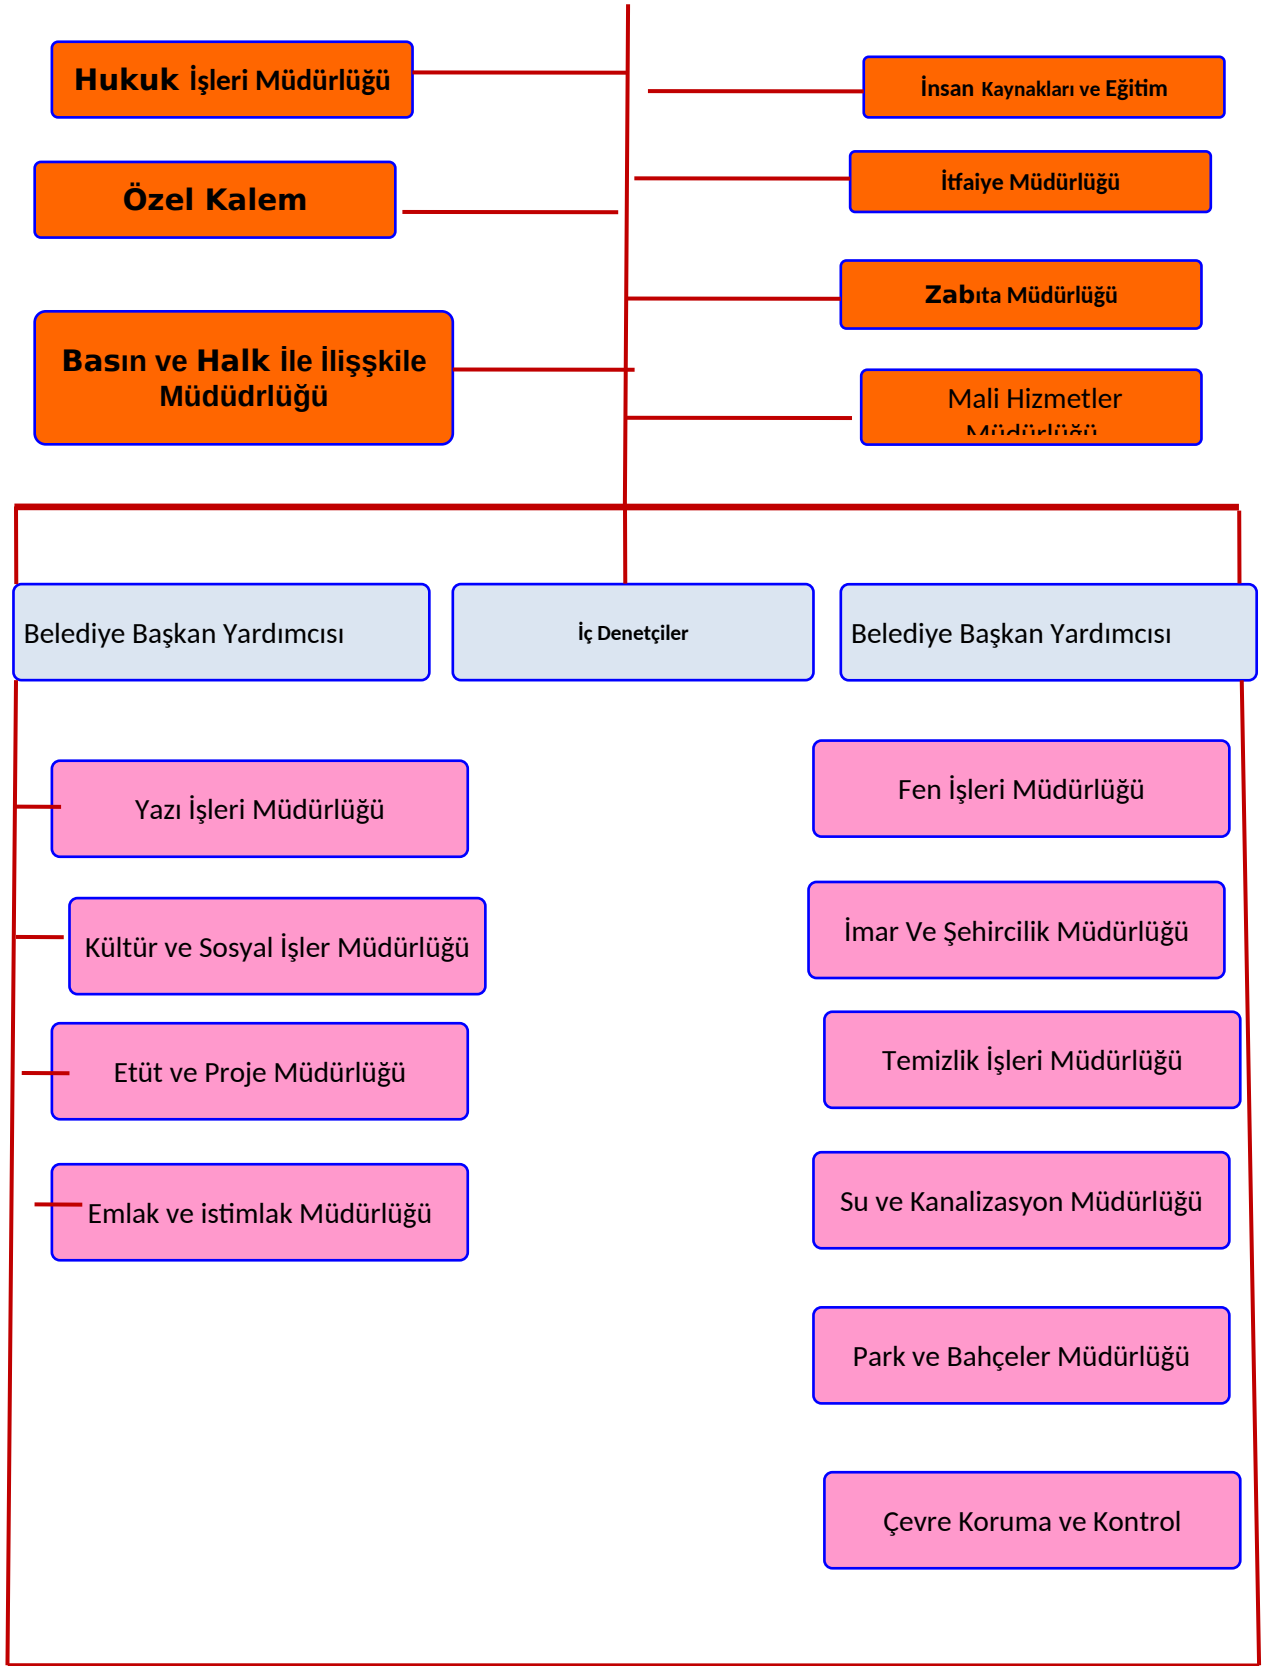 Hukuk İşleri Müdürlüğü
İnsan Kaynakları ve Eğitim
Özel Kalem
İtfaiye Müdürlüğü
Zabıta Müdürlüğü
Basın ve Halk İle İlişşkile
Müdüdrlüğü
Mali Hizmetler
Müdürlüğü
Belediye Başkan Yardımcısı
İç Denetçiler
Belediye Başkan Yardımcısı
Yazı İşleri Müdürlüğü
Kültür ve Sosyal İşler Müdürlüğü
Etüt ve Proje Müdürlüğü
Emlak ve istimlak Müdürlüğü
Fen İşleri Müdürlüğü
İmar Ve Şehircilik Müdürlüğü
Temizlik İşleri Müdürlüğü
Su ve Kanalizasyon Müdürlüğü
Park ve Bahçeler Müdürlüğü
Çevre Koruma ve Kontrol